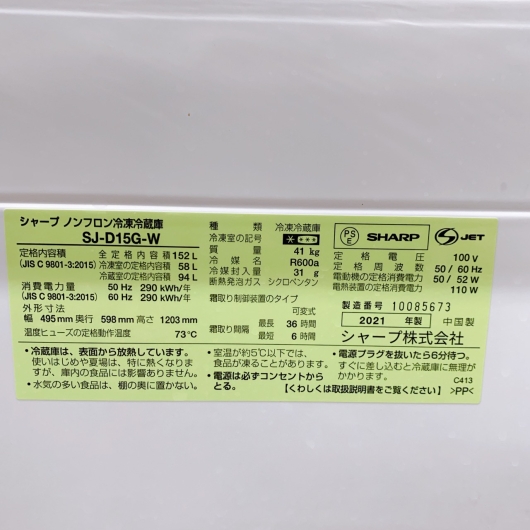 シャープ ノンフロン冷凍冷蔵庫
SJ-D15G-W
定格内容積 全定格内容積 152 L
(JIS C 9801-3:2015) 冷凍室の定格内容積 58 L
冷蔵室の定格内容積 94 L
消費電力量 50 Hz 290 kWh/年
(JIS C 9801-3:2015) 60 Hz 290 kWh/年
外形寸法
幅 495mm 奥行 598 mm 高さ 1203 mm
温度ヒューズの定格動作温度 73℃
種類 冷凍冷蔵庫
冷凍室の記号
質量 41 kg
冷媒名 R600a
冷媒封入量 31 g
断熱発泡ガス シクロペンタン
霜取り制御装置のタイプ
可変式
霜取り間隔 最長 36 時間
最短 6 時間
PSE SHARP S JET
定格電圧 100 V
定格周波数 50 / 60 Hz
電動機の定格消費電力 50 / 52 W
電熱装置の定格消費電力 110 W
製造番号 10085673
2021 年製 中国製
シャープ株式会社
・冷蔵庫は、表面から放熱しています。
使いはじめや夏場は、特に熱くなりますが、庫内の食品には影響ありません。
・水気の多い食品は、棚の奥に置かない。
・室温が約5℃以下では、
食品が凍ることがあります。
・電源は必ずコンセントから
とる。
・電源プラグを抜いたら6分待つ。
すぐに差し込むと冷蔵庫に無理が
かかります。
【くわしくは取扱説明書をご覧ください】
C413
>PP<